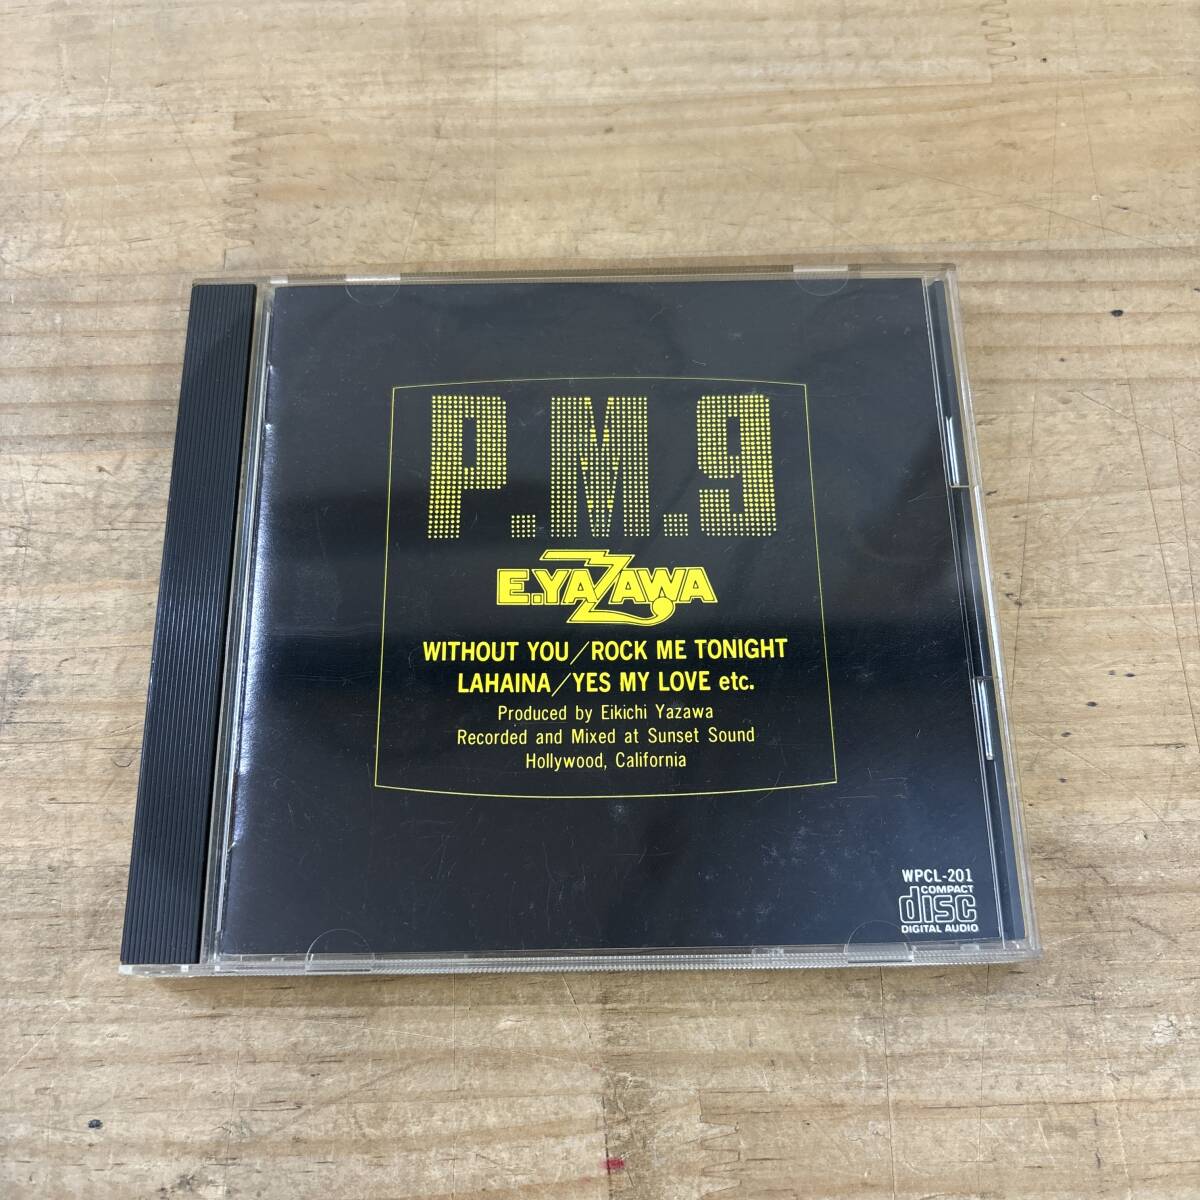 P.M.9
E.YAZAWA
WITHOUT YOU/ROCK ME TONIGHT
LAHAINA/YES MY LOVE etc.
Produced by Eikichi Yazawa
Recorded and Mixed at Sunset Sound
Hollywood, California
WPCL-201
COMPACT
disc
DIGITAL AUDIO